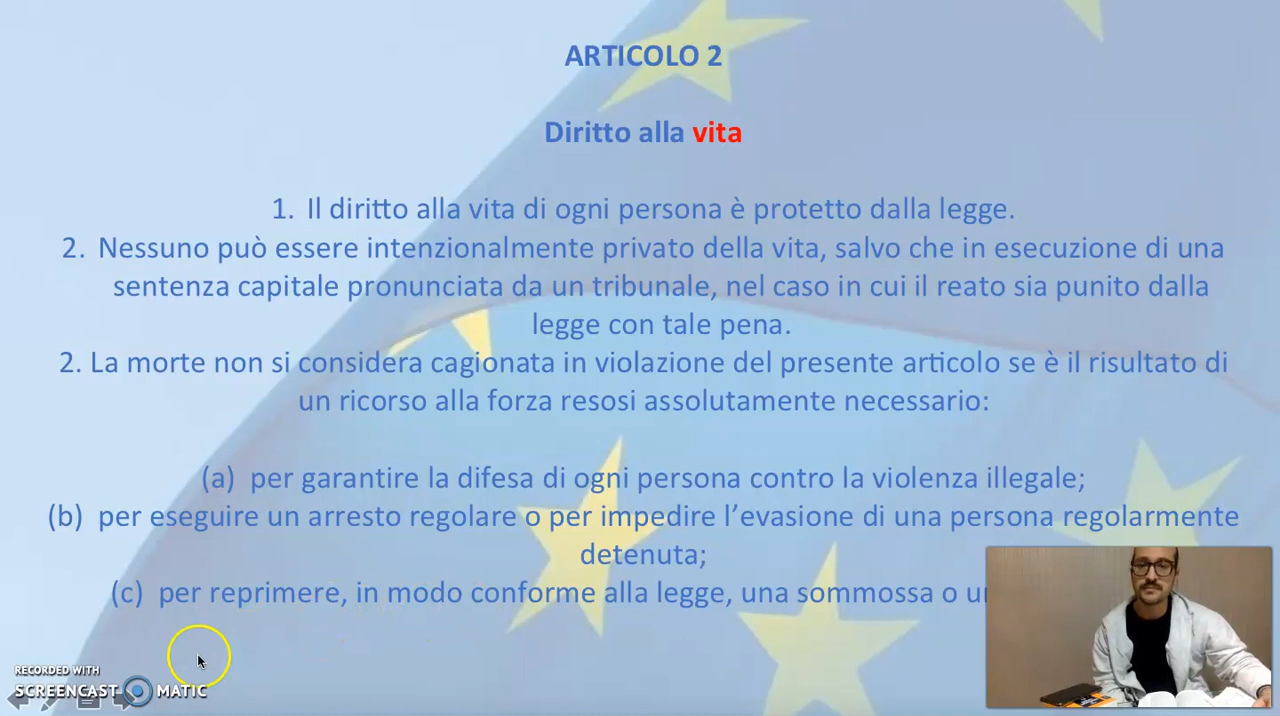 ARTICOLO 2
Diritto alla vita
1. Il diritto alla vita di ogni persona è protetto dalla legge.
2. Nessuno può essere intenzionalmente privato della vita, salvo che in esecuzione di una
sentenza capitale pronunciata da un tribunale, nel caso in cui il reato sia punito dalla
legge con tale pena.
2. La morte non si considera cagionata in violazione del presente articolo se è il risultato di
un ricorso alla forza resosi assolutamente necessario:
(a) per garantire la difesa di ogni persona contro la violenza illegale;
(b) per eseguire un arresto regolare o per impedire l’evasione di una persona regolarmente
detenuta;
(c) per reprimere, in modo conforme alla legge, una sommossa o
RECORDED WITH
SCREENCAST MATIC